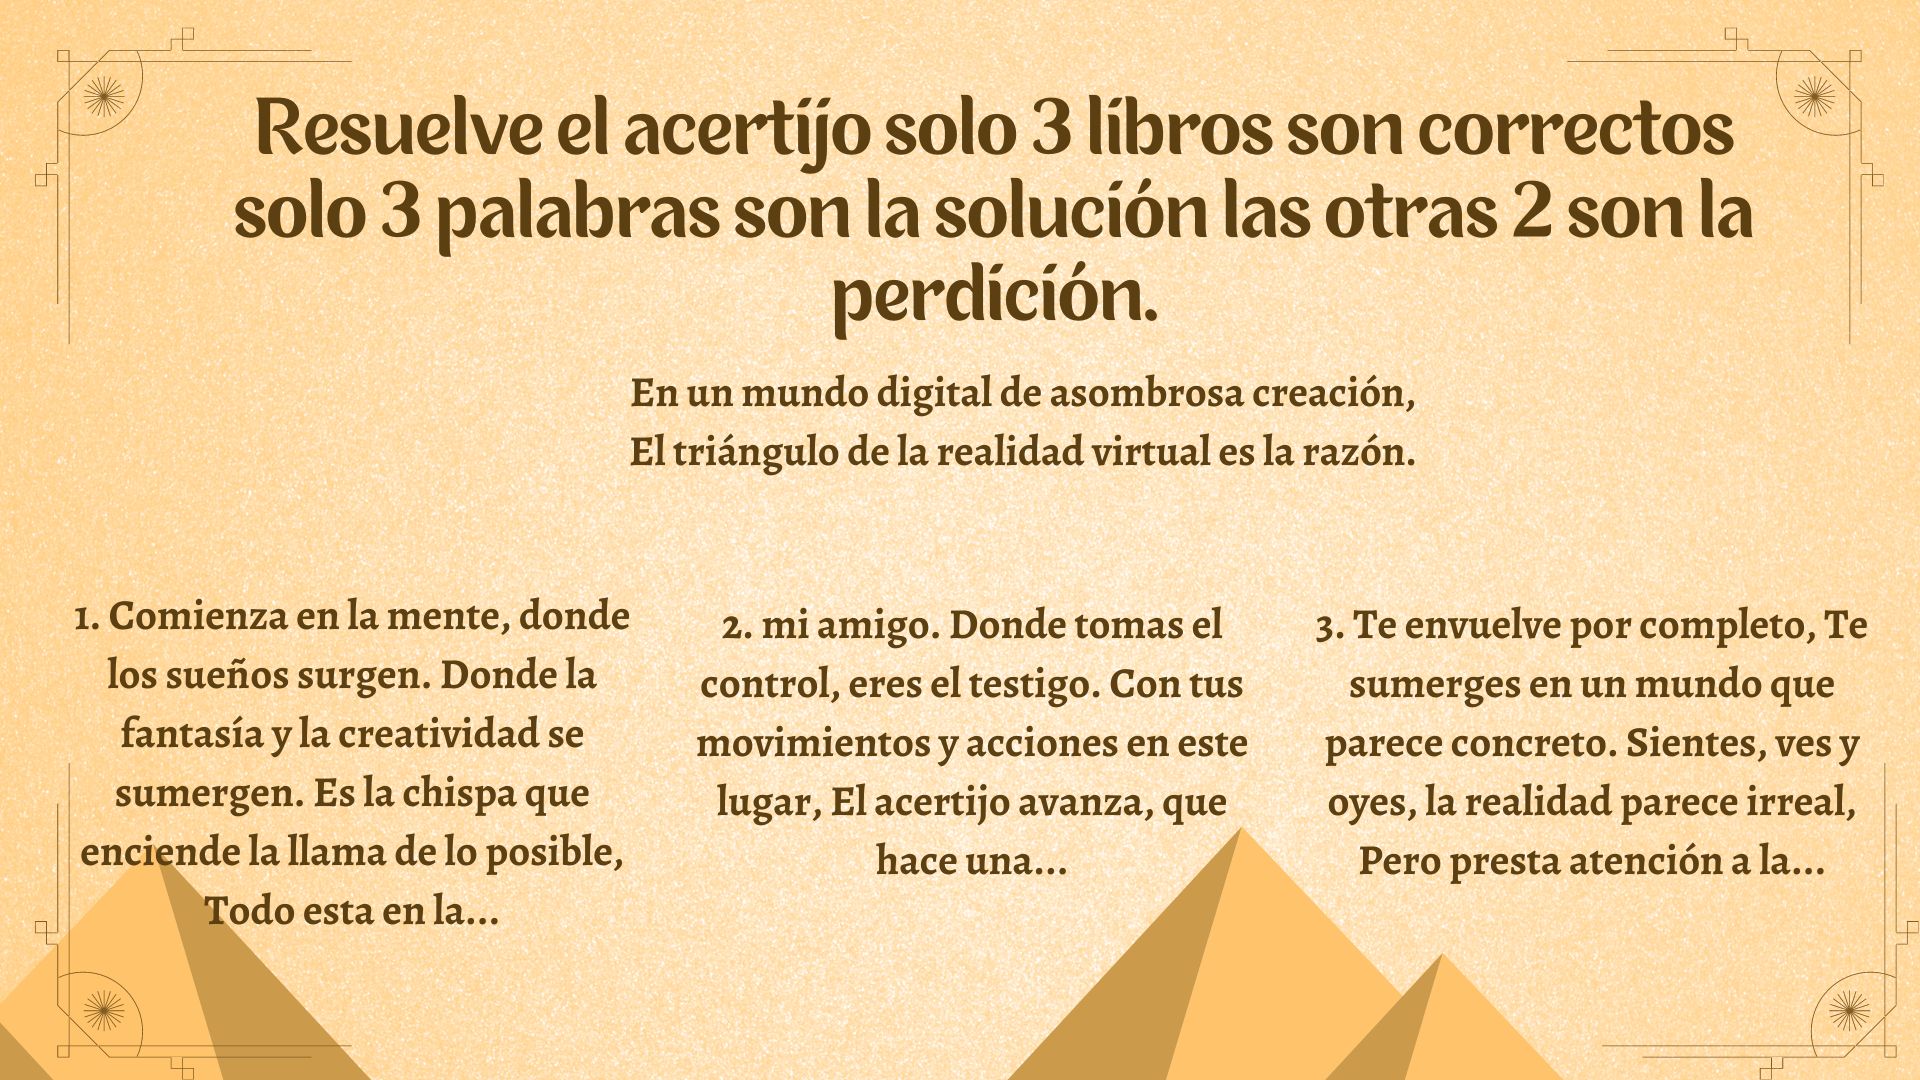 Resuelve el acertijo solo 3 libros son correctos
solo 3 palabras son la solución las otras 2 son la
perdición.
En un mundo digital de asombrosa creación,
El triángulo de la realidad virtual es la razón.
1. Comienza en la mente, donde
los sueños surgen. Donde la
fantasía y la creatividad se
sumergen. Es la chispa que
enciende la llama de lo posible,
Todo esta en la...
2. mi amigo. Donde tomas el
control, eres el testigo. Con tus
movimientos y acciones en este
lugar, El acertijo avanza, que
hace una...
3. Te envuelve por completo, Te
sumerges en un mundo que
parece concreto. Sientes, ves y
oyes, la realidad parece irreal,
Pero presta atención a la...